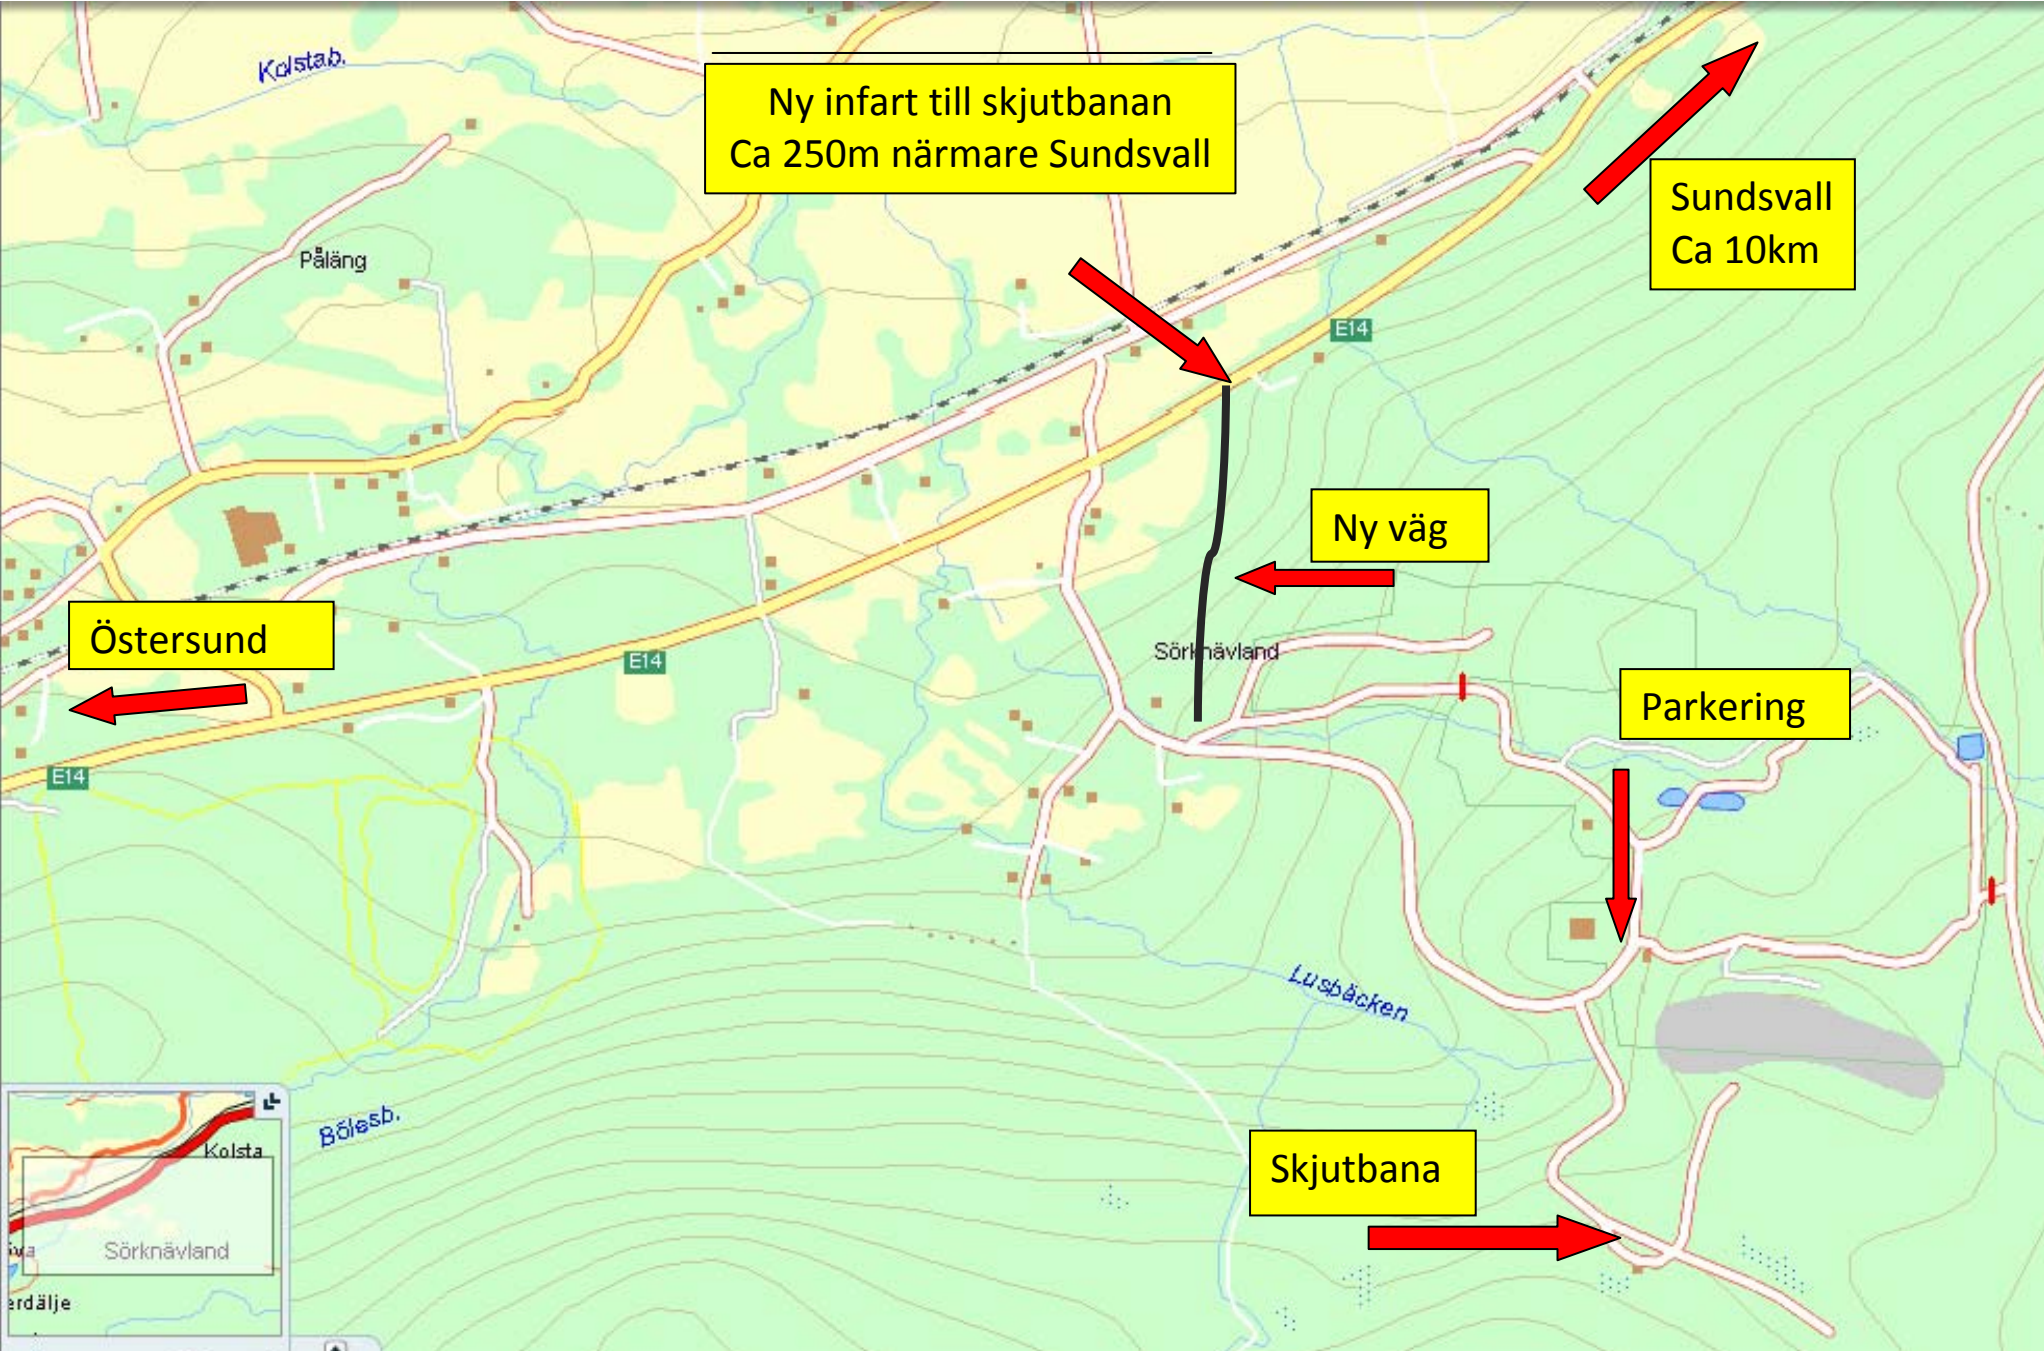 Kolstab.
Ny infart till skjutbanan
Ca 250m närmare Sundsvall
Sundsvall
Ca 10km
Påläng
E14
Ny väg
Östersund
E14
Sörknävland
Parkering
E14
Lusbäcken
Bölesb.
Skjutbana
Kolsta
Sörknävland
erdälje